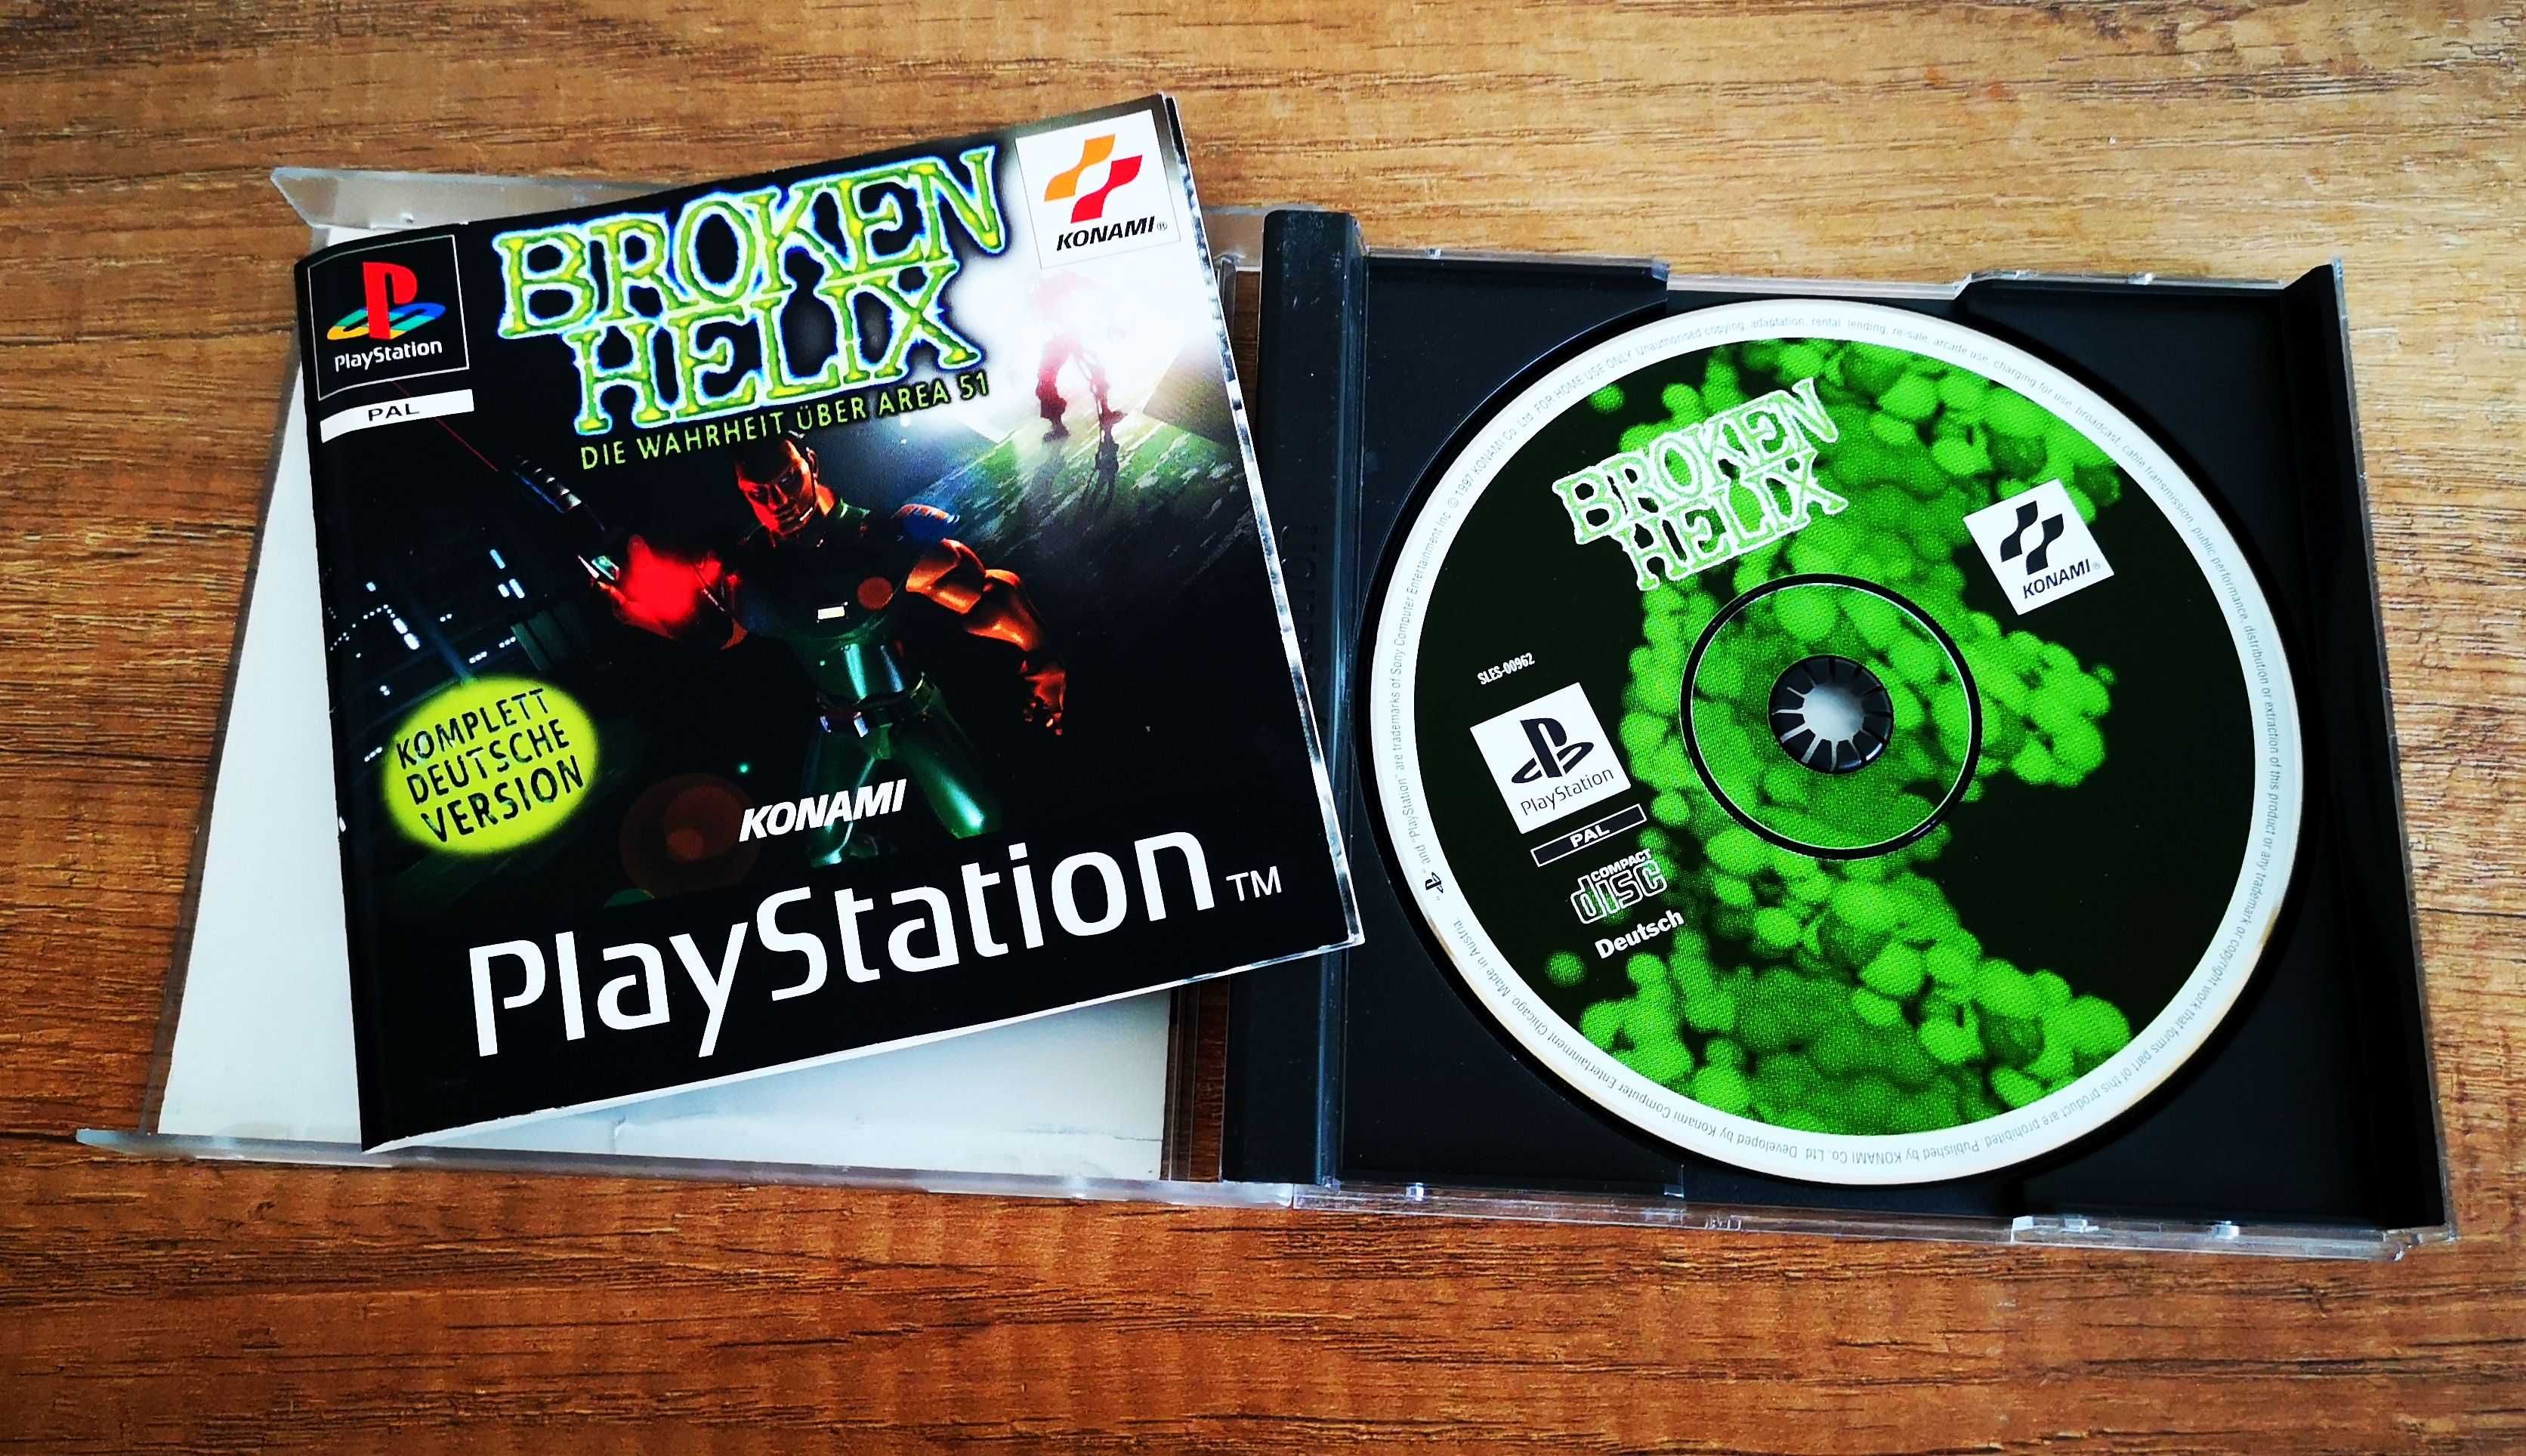 BROKEN
HELIX
DIE WAHRHEIT ÜBER AREA 51
KONAMI®
PlayStation
PAL
KOMPLETT
DEUTSCHE
VERSION
KONAMI
PlayStation TM
BROKEN
HELIX
KONAMI®
SLES-00962
PlayStation
PAL
COMPACT
disc
Deutsch
" and "PlayStation" are trademarks of Sony Computer Entertainment Inc. © 1997 KONAMI Co. Ltd. FOR HOME USE ONLY. Unauthorised copying, adaptation, rental, lending, re-sale, arcade use, charging for use, broadcast, cable transmission, public performance, distribution or extraction of this product or any trademark or copyright work that forms part of this product are prohibited. Published by KONAMI Co. Ltd. Developed by Konami Computer Entertainment Chicago. Made in Austria.